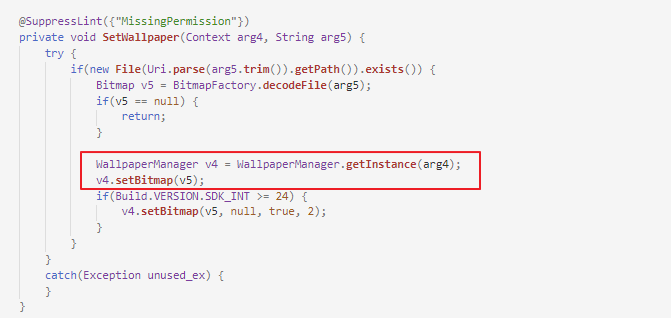 @SuppressLint({"MissingPermission"})
private void SetWallpaper(Context arg4, String arg5) {
try {
if(new File(Uri.parse(arg5.trim()).getPath()).exists()) {
Bitmap v5 = BitmapFactory.decodeFile(arg5);
if(v5 == null) {
return;
}
WallpaperManager v4 = WallpaperManager.getInstance(arg4);
v4.setBitmap(v5);
if(Build.VERSION.SDK_INT >= 24) {
v4.setBitmap(v5, null, true, 2);
}
}
}
catch(Exception unused_ex) {
}
}